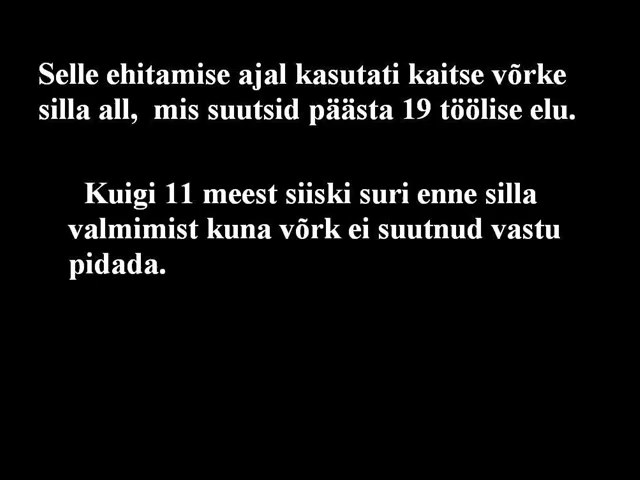 Selle ehitamise ajal kasutati kaitse võrke
silla all,  mis suutsid päästa 19 töölise elu.
Kuigi 11 meest siiski suri enne silla
valmimist kuna võrk ei suutnud vastu
pidada.